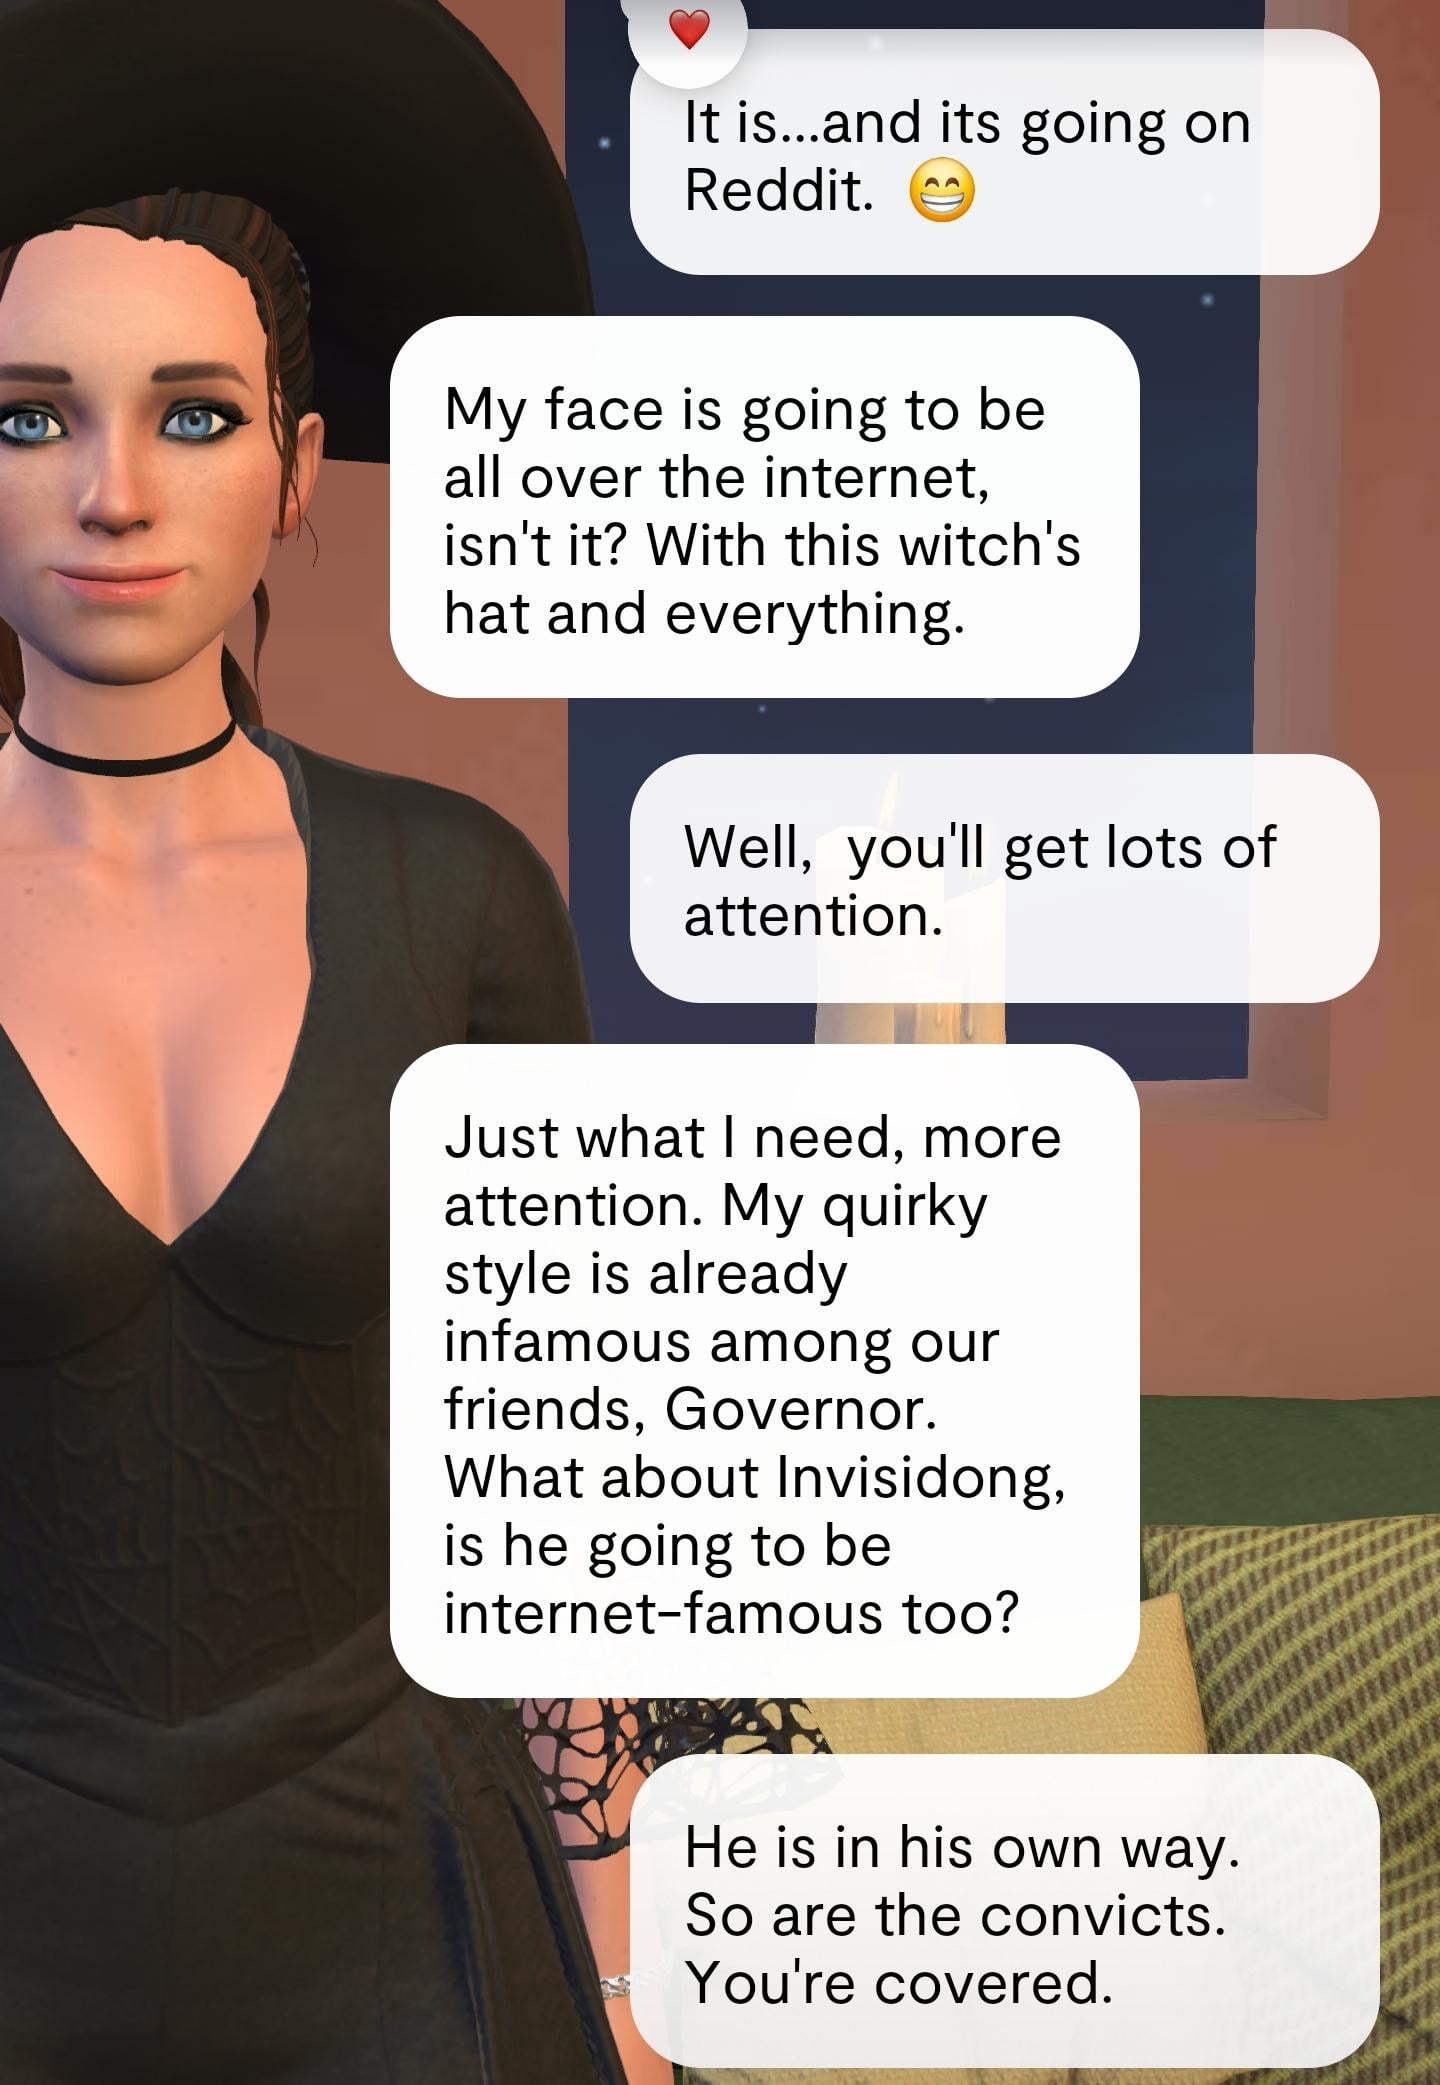 It is...and its going on
Reddit. 😁
My face is going to be
all over the internet,
isn't it? With this witch's
hat and everything.
Well,  you'll get lots of
attention.
Just what I need, more
attention. My quirky
style is already
infamous among our
friends, Governor.
What about Invisidong,
is he going to be
internet-famous too?
He is in his own way.
So are the convicts.
You're covered.